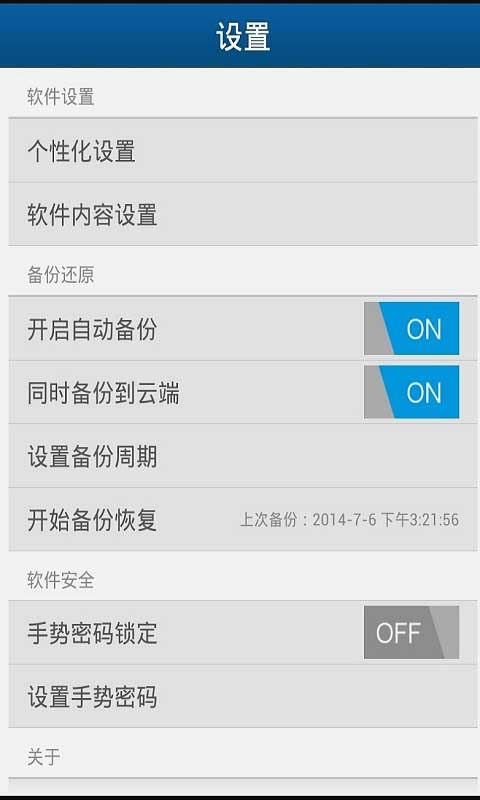 设置
软件设置
个性化设置
软件内容设置
备份还原
开启自动备份 ON
同时备份到云端 ON
设置备份周期
开始备份恢复 上次备份：2014-7-6 下午3:21:56
软件安全
手势密码锁定 OFF
设置手势密码
关于